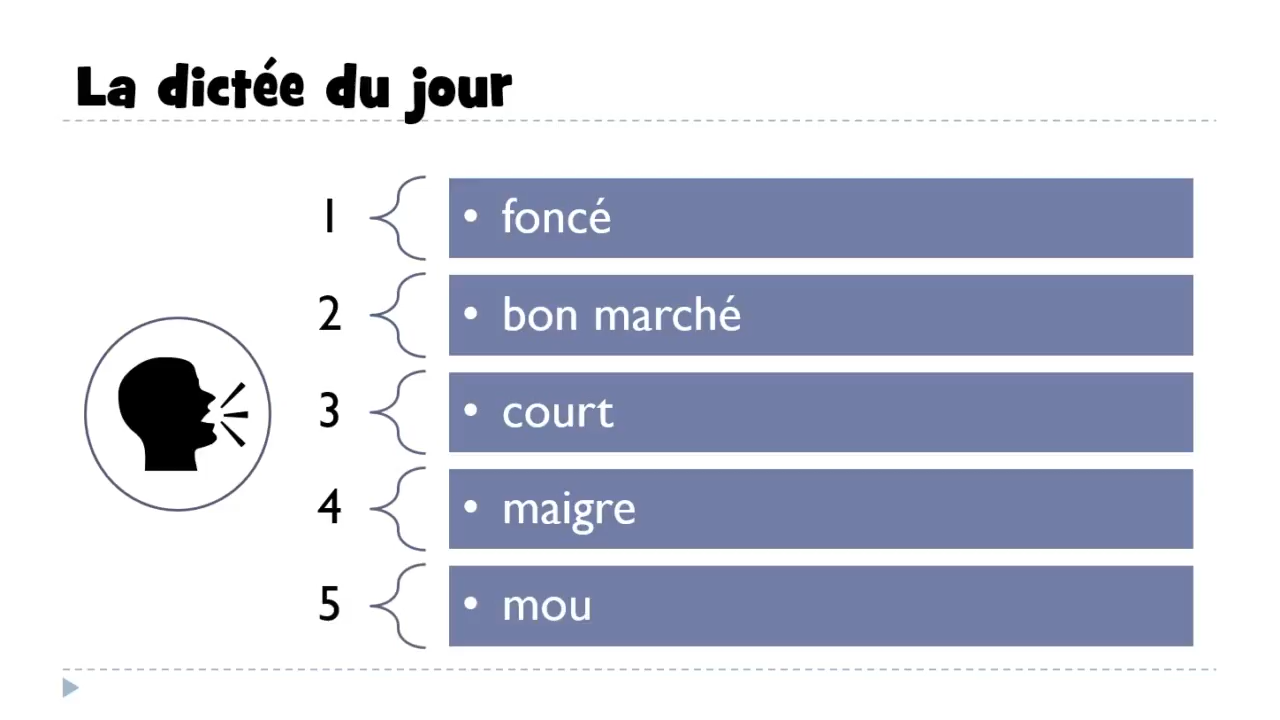 La dictée du jour
1 • foncé
2 • bon marché
3 • court
4 • maigre
5 • mou